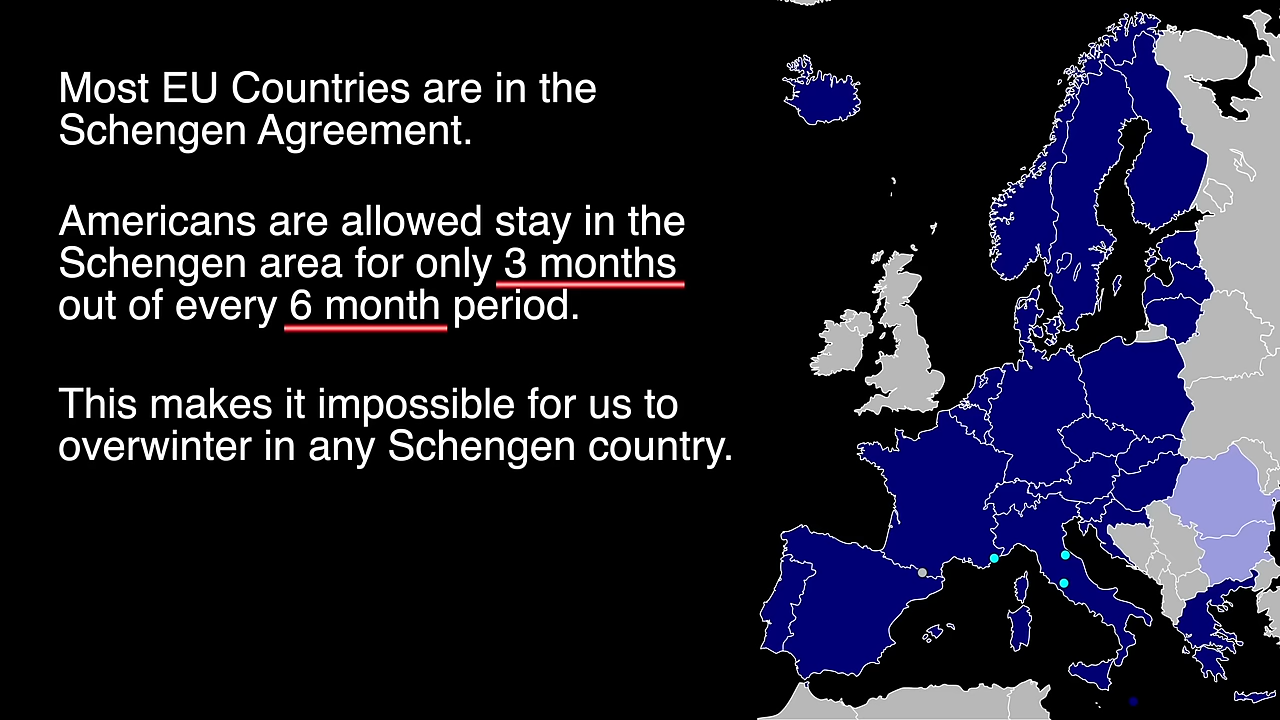 Most EU Countries are in the
Schengen Agreement.
Americans are allowed stay in the
Schengen area for only 3 months
out of every 6 month period.
This makes it impossible for us to
overwinter in any Schengen country.